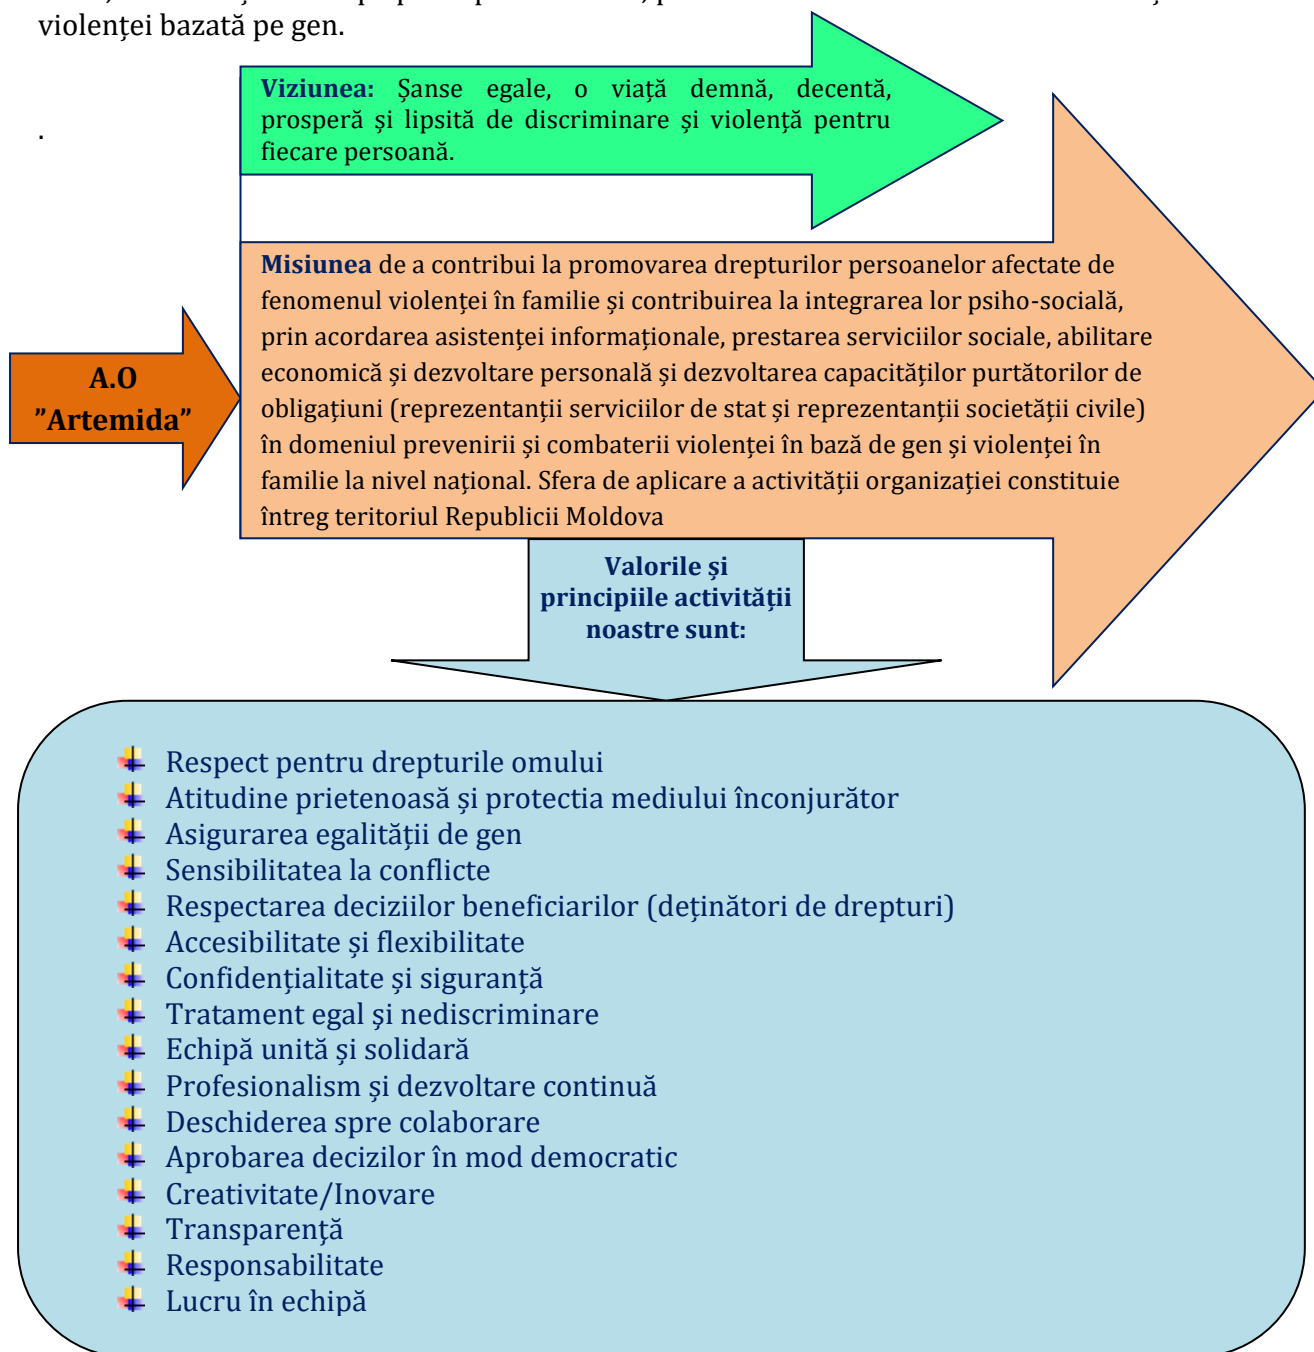 violenței bazată pe gen.
.
Viziunea: Șanse egale, o viață demnă, decentă,
prosperă și lipsită de discriminare și violență pentru
fiecare persoană.
Misiunea de a contribui la promovarea drepturilor persoanelor afectate de
fenomenul violenței în familie și contribuirea la integrarea lor psiho-socială,
prin acordarea asistenței informaționale, prestarea serviciilor sociale, abilitare
economică și dezvoltare personală și dezvoltarea capacităților purtătorilor de
obligațiuni (reprezentanții serviciilor de stat și reprezentanții societății civile)
în domeniul prevenirii și combaterii violenței în bază de gen și violenței în
familie la nivel național. Sfera de aplicare a activității organizației constituie
întreg teritoriul Republicii Moldova
A.O
”Artemida”
Valorile și
principiile activității
noastre sunt:
Respect pentru drepturile omului
Atitudine prietenoasă și protectia mediului înconjurător
Asigurarea egalității de gen
Sensibilitatea la conflicte
Respectarea deciziilor beneficiarilor (deținători de drepturi)
Accesibilitate și flexibilitate
Confidențialitate și siguranță
Tratament egal și nediscriminare
Echipă unită și solidară
Profesionalism și dezvoltare continuă
Deschiderea spre colaborare
Aprobarea decizilor în mod democratic
Creativitate/Inovare
Transparență
Responsabilitate
Lucru în echipă